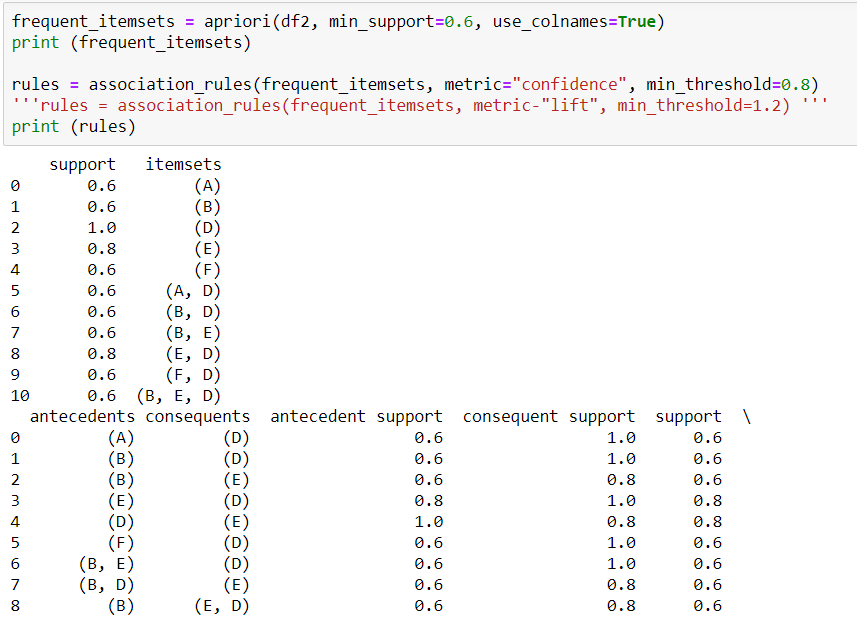 frequent_itemsets = apriori(df2, min_support=0.6, use_colnames=True)
print (frequent_itemsets)
rules = association_rules(frequent_itemsets, metric="confidence", min_threshold=0.8)
'''rules = association_rules(frequent_itemsets, metric-"lift", min_threshold=1.2) '''
print (rules)
support itemsets
0 0.6 (A)
1 0.6 (B)
2 1.0 (D)
3 0.8 (E)
4 0.6 (F)
5 0.6 (A, D)
6 0.6 (B, D)
7 0.6 (B, E)
8 0.8 (E, D)
9 0.6 (F, D)
10 0.6 (B, E, D)
antecedents consequents antecedent support consequent support support \
0 (A) (D) 0.6 1.0 0.6
1 (B) (D) 0.6 1.0 0.6
2 (B) (E) 0.6 0.8 0.6
3 (E) (D) 0.8 1.0 0.8
4 (D) (E) 1.0 0.8 0.8
5 (F) (D) 0.6 1.0 0.6
6 (B, E) (D) 0.6 1.0 0.6
7 (B, D) (E) 0.6 0.8 0.6
8 (B) (E, D) 0.6 0.8 0.6